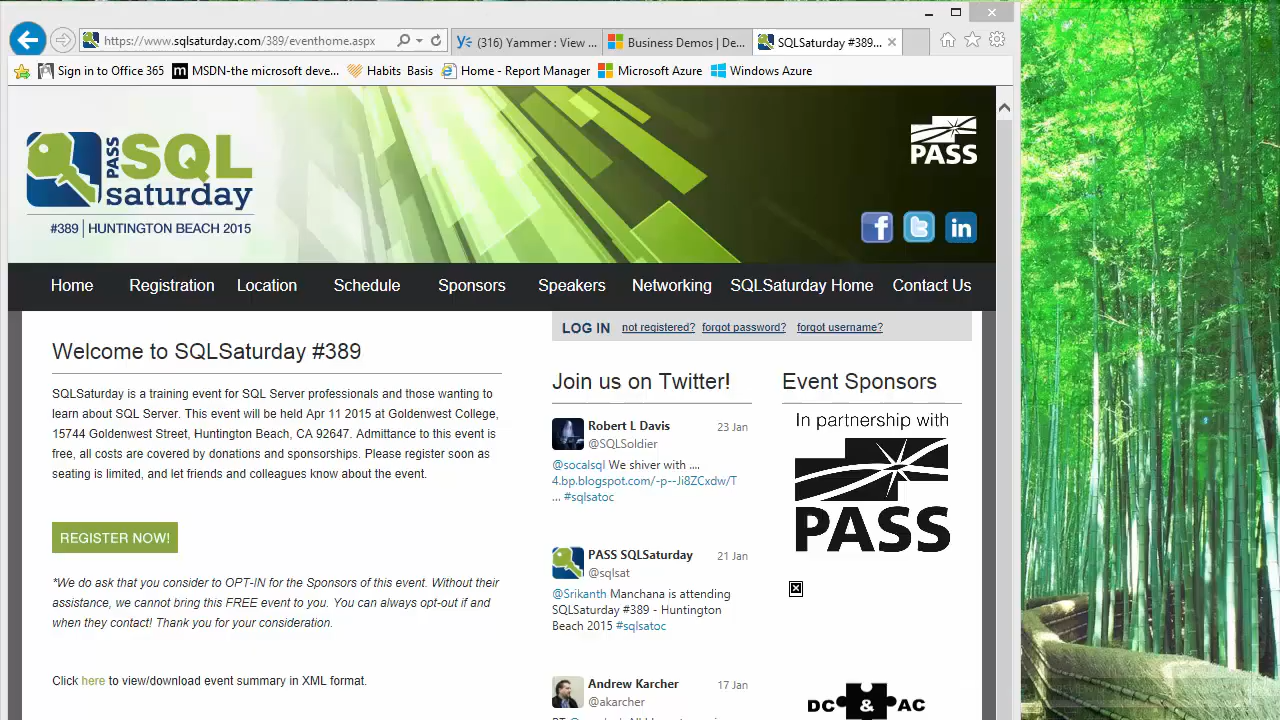 https://www.sqlsaturday.com/389/eventhome.aspx
(316) Yammer : View ...
Business Demos | De...
SQLSaturday #389...
Sign in to Office 365
MSDN-the microsoft deve...
Habits Basis
Home - Report Manager
Microsoft Azure
Windows Azure
PASS SQL saturday
#389 | HUNTINGTON BEACH 2015
PASS
Home Registration Location Schedule Sponsors Speakers Networking SQLSaturday Home Contact Us
LOG IN not registered? forgot password? forgot username?
Welcome to SQLSaturday #389
SQLSaturday is a training event for SQL Server professionals and those wanting to
learn about SQL Server. This event will be held Apr 11 2015 at Goldenwest College,
15744 Goldenwest Street, Huntington Beach, CA 92647. Admittance to this event is
free, all costs are covered by donations and sponsorships. Please register soon as
seating is limited, and let friends and colleagues know about the event.
REGISTER NOW!
*We do ask that you consider to OPT-IN for the Sponsors of this event. Without their
assistance, we cannot bring this FREE event to you. You can always opt-out if and
when they contact! Thank you for your consideration.
Click here to view/download event summary in XML format.
Join us on Twitter!
Robert L Davis 23 Jan
@SQLSoldier
@socalsql We shiver with ....
4.bp.blogspot.com/-p--Ji8ZCxdw/T
... #sqlsatoc
PASS SQLSaturday 21 Jan
@sqlsat
@Srikanth Manchana is attending
SQLSaturday #389 - Huntington
Beach 2015 #sqlsatoc
Andrew Karcher 17 Jan
@akarcher
Event Sponsors
In partnership with
PASS
DC & AC